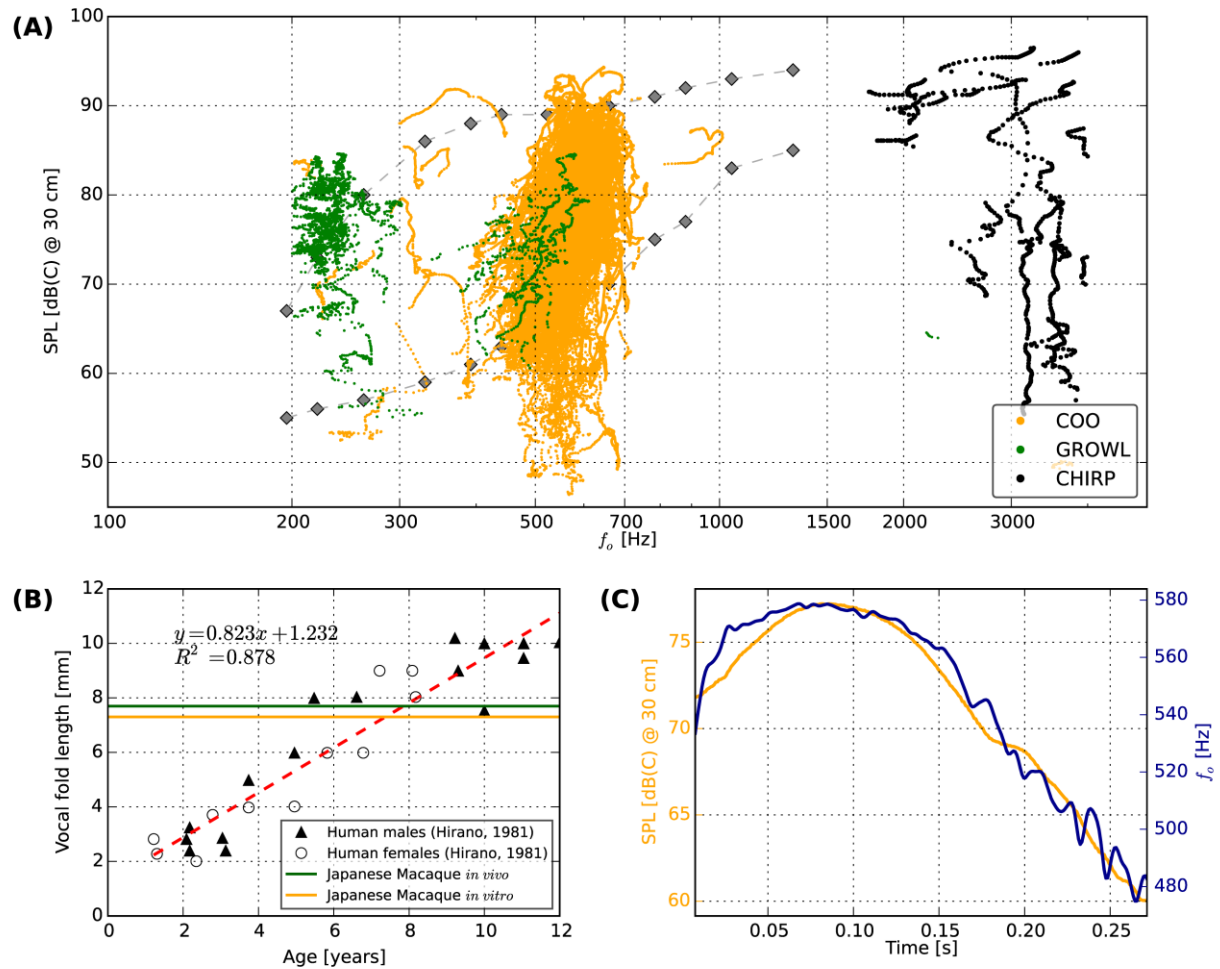 (A)
100
90
80
70
60
50
SPL [dB(C) @ 30 cm]
COO
GROWL
CHIRP
100 200 300 500 700 1000 1500 2000 3000
f_o [Hz]
(B)
12
10
8
6
4
2
0
Vocal fold length [mm]
y = 0.823x + 1.232
R² = 0.878
Human males (Hirano, 1981)
Human females (Hirano, 1981)
Japanese Macaque in vivo
Japanese Macaque in vitro
0 2 4 6 8 10 12
Age [years]
(C)
75
70
65
60
SPL [dB(C) @ 30 cm]
580
560
540
520
500
480
f_o [Hz]
0.05 0.10 0.15 0.20 0.25
Time [s]